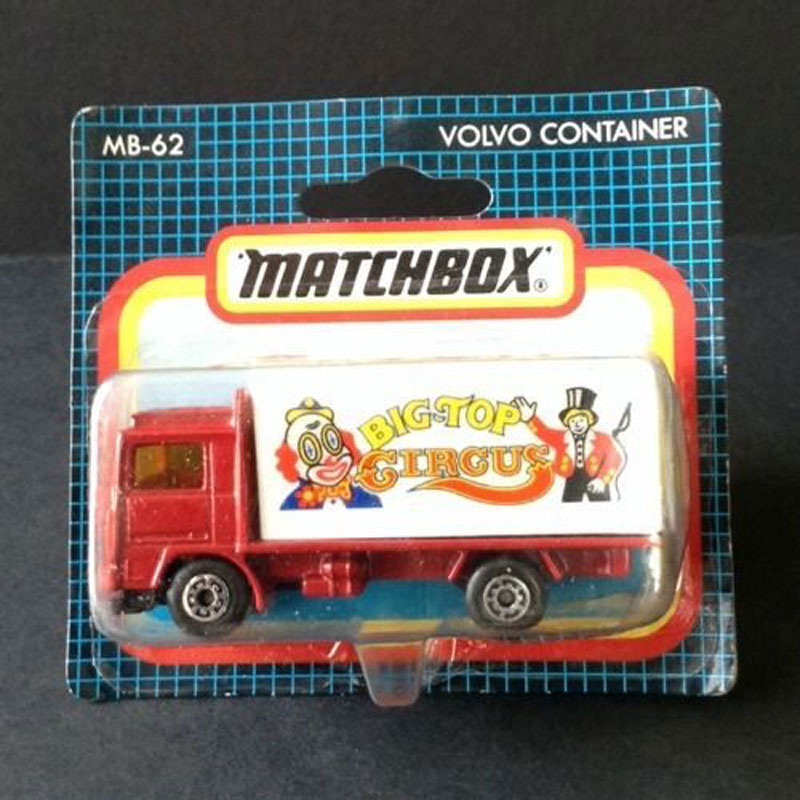 MB-62
VOLVO CONTAINER
"MATCHBOX"®
BIG TOP
CIRCUS